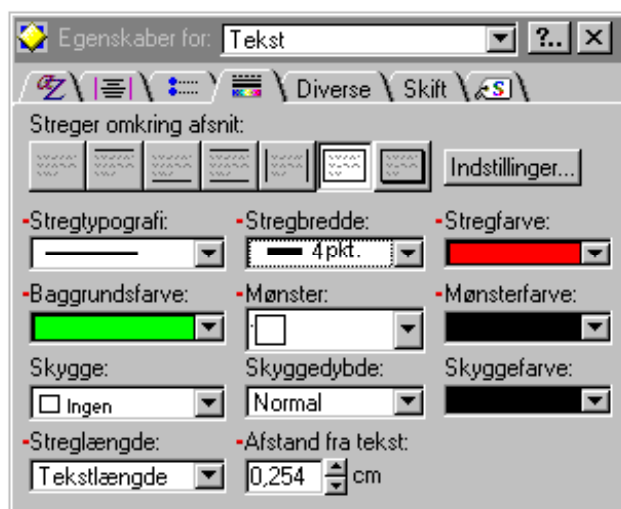 Egenskaber for: Tekst ?..
Diverse Skift S
Streger omkring afsnit:
Indstillinger...
Stregtypografi: Stregbredde: Stregfarve:
4pkt.
Baggrundsfarve: Mønster: Mønsterfarve:
Skygge: Skyggedybde: Skyggefarve:
Ingen Normal
Streglængde: Afstand fra tekst:
Tekstlængde 0,254 cm